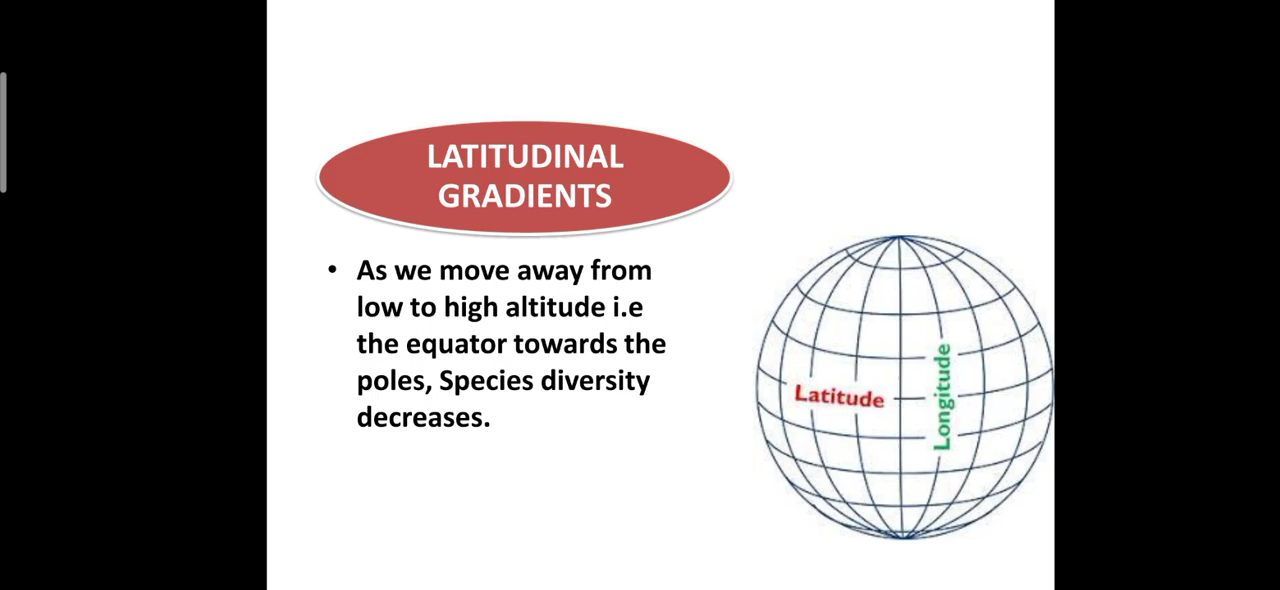 LATITUDINAL
GRADIENTS
• As we move away from
low to high altitude i.e
the equator towards the
poles, Species diversity
decreases.
Latitude
Longitude